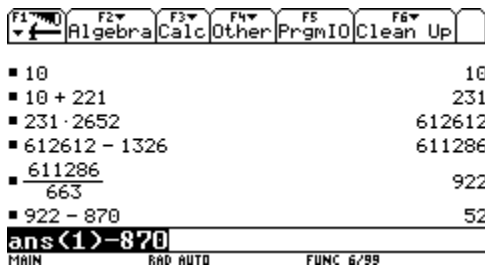 F1 F2 Algebra F3 Calc F4 Other F5 PrgmIO F6 Clean Up
10 10
10 + 221 231
231 · 2652 612612
612612 - 1326 611286
611286
663 922
922 - 870 52
ans(1)-870
MAIN RAD AUTO FUNC 6/99